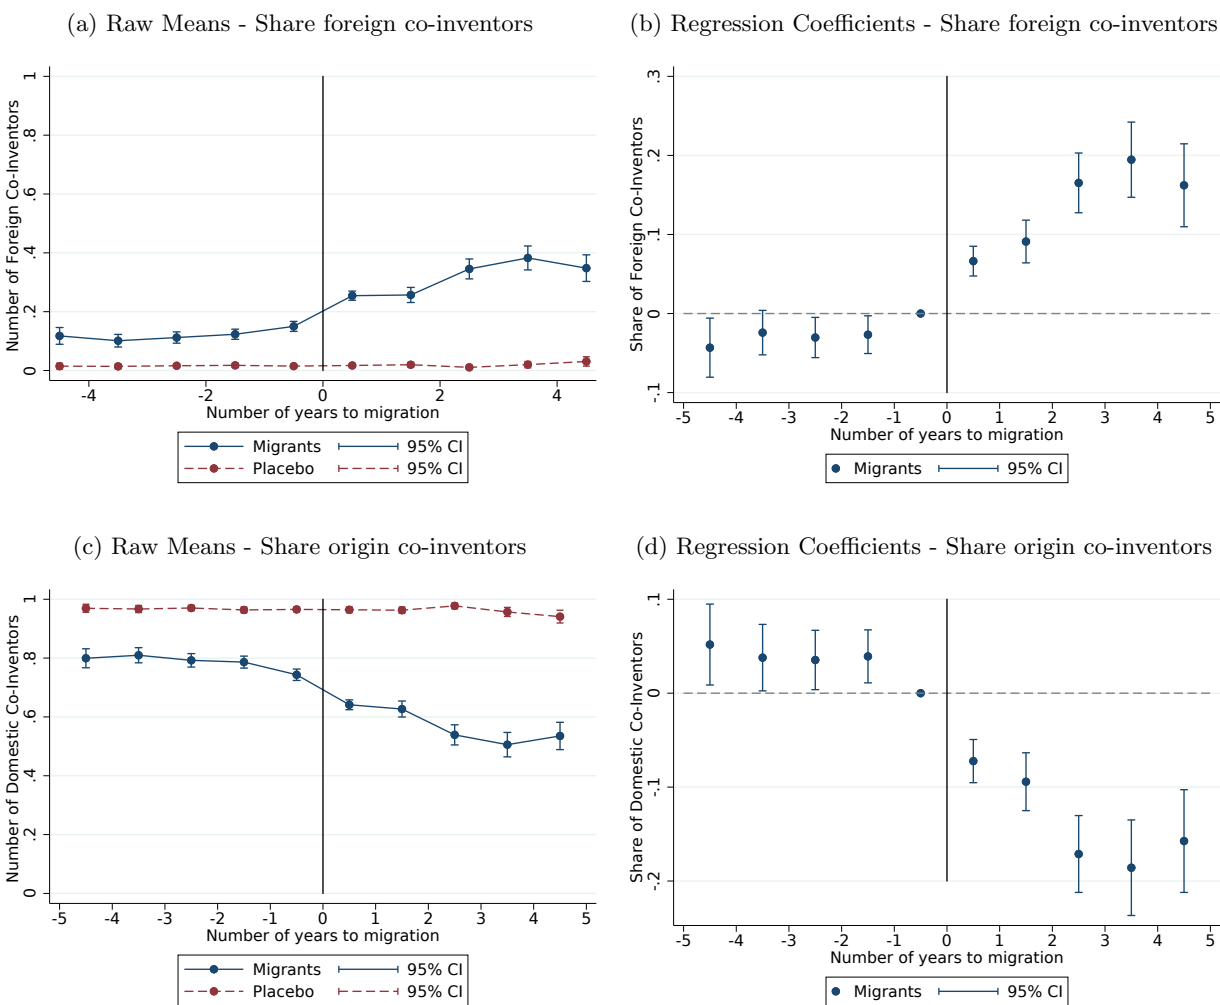 (a) Raw Means - Share foreign co-inventors
Number of Foreign Co-Inventors
1
.8
.6
.4
.2
0
-4 -2 0 2 4
Number of years to migration
Migrants 95% CI
Placebo 95% CI
(b) Regression Coefficients - Share foreign co-inventors
Share of Foreign Co-Inventors
.3
.2
.1
0
-.1
-5 -4 -3 -2 -1 0 1 2 3 4 5
Number of years to migration
Migrants 95% CI
(c) Raw Means - Share origin co-inventors
Number of Domestic Co-Inventors
1
.8
.6
.4
.2
0
-5 -4 -3 -2 -1 0 1 2 3 4 5
Number of years to migration
Migrants 95% CI
Placebo 95% CI
(d) Regression Coefficients - Share origin co-inventors
Share of Domestic Co-Inventors
.1
0
-.1
-.2
-5 -4 -3 -2 -1 0 1 2 3 4 5
Number of years to migration
Migrants 95% CI